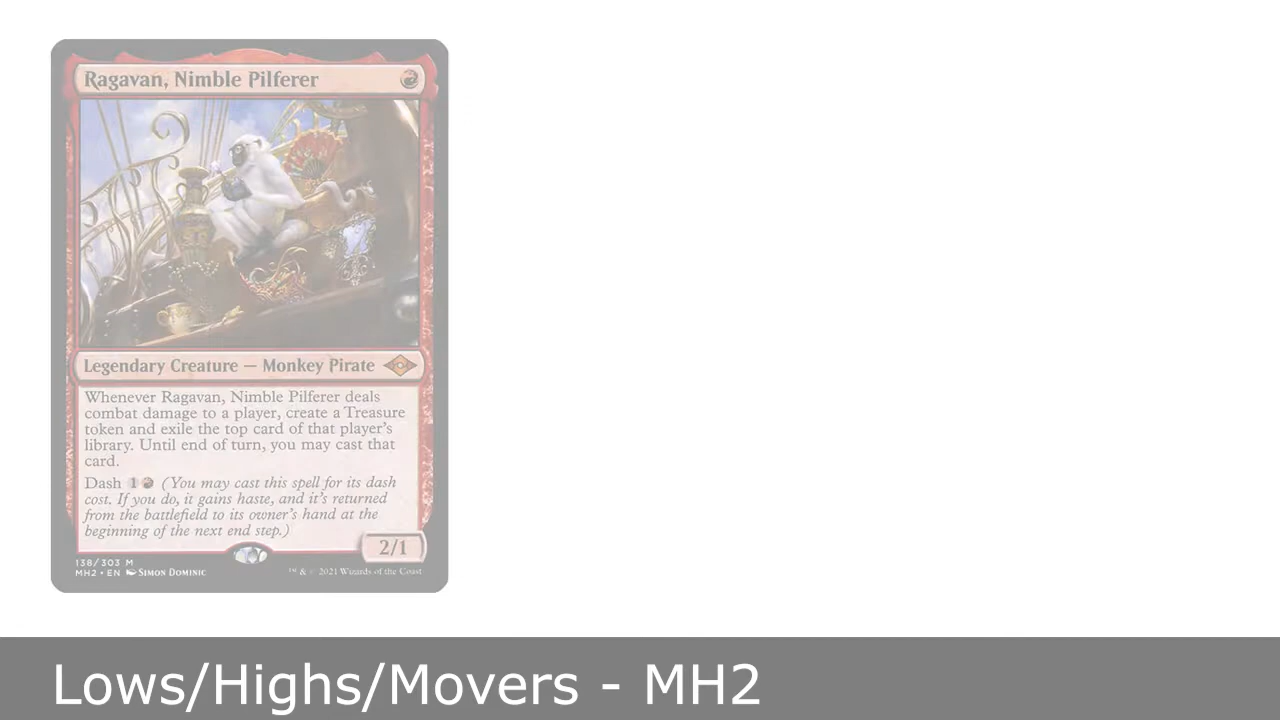 Ragavan, Nimble Pilferer
Legendary Creature — Monkey Pirate
Whenever Ragavan, Nimble Pilferer deals
combat damage to a player, create a Treasure
token and exile the top card of that player's
library. Until end of turn, you may cast that
card.
Dash 1 (You may cast this spell for its dash
cost. If you do, it gains haste, and it's returned
from the battlefield to its owner's hand at the
beginning of the next end step.)
2/1
138/303 M
MH2 • EN Simon Dominic
™ & © 2021 Wizards of the Coast
Lows/Highs/Movers - MH2